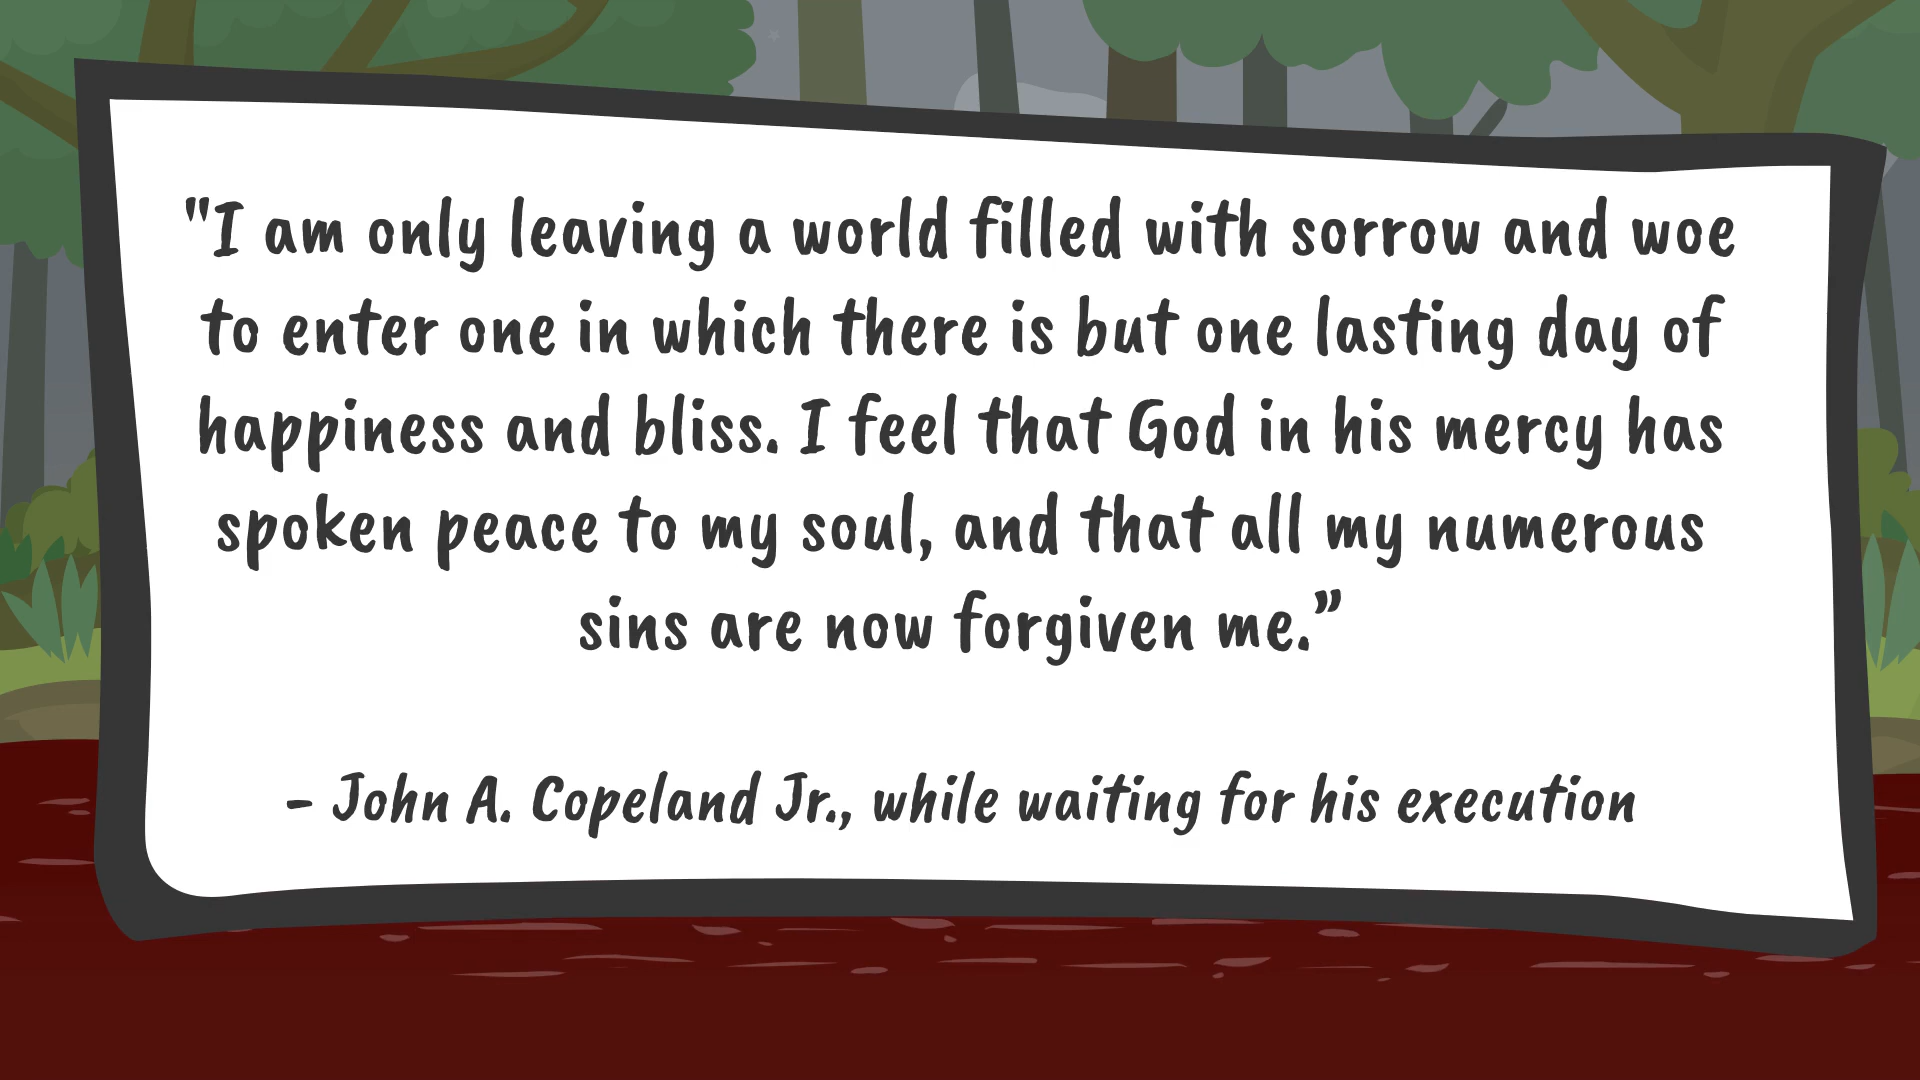 "I am only leaving a world filled with sorrow and woe
to enter one in which there is but one lasting day of
happiness and bliss. I feel that God in his mercy has
spoken peace to my soul, and that all my numerous
sins are now forgiven me.”
- John A. Copeland Jr., while waiting for his execution